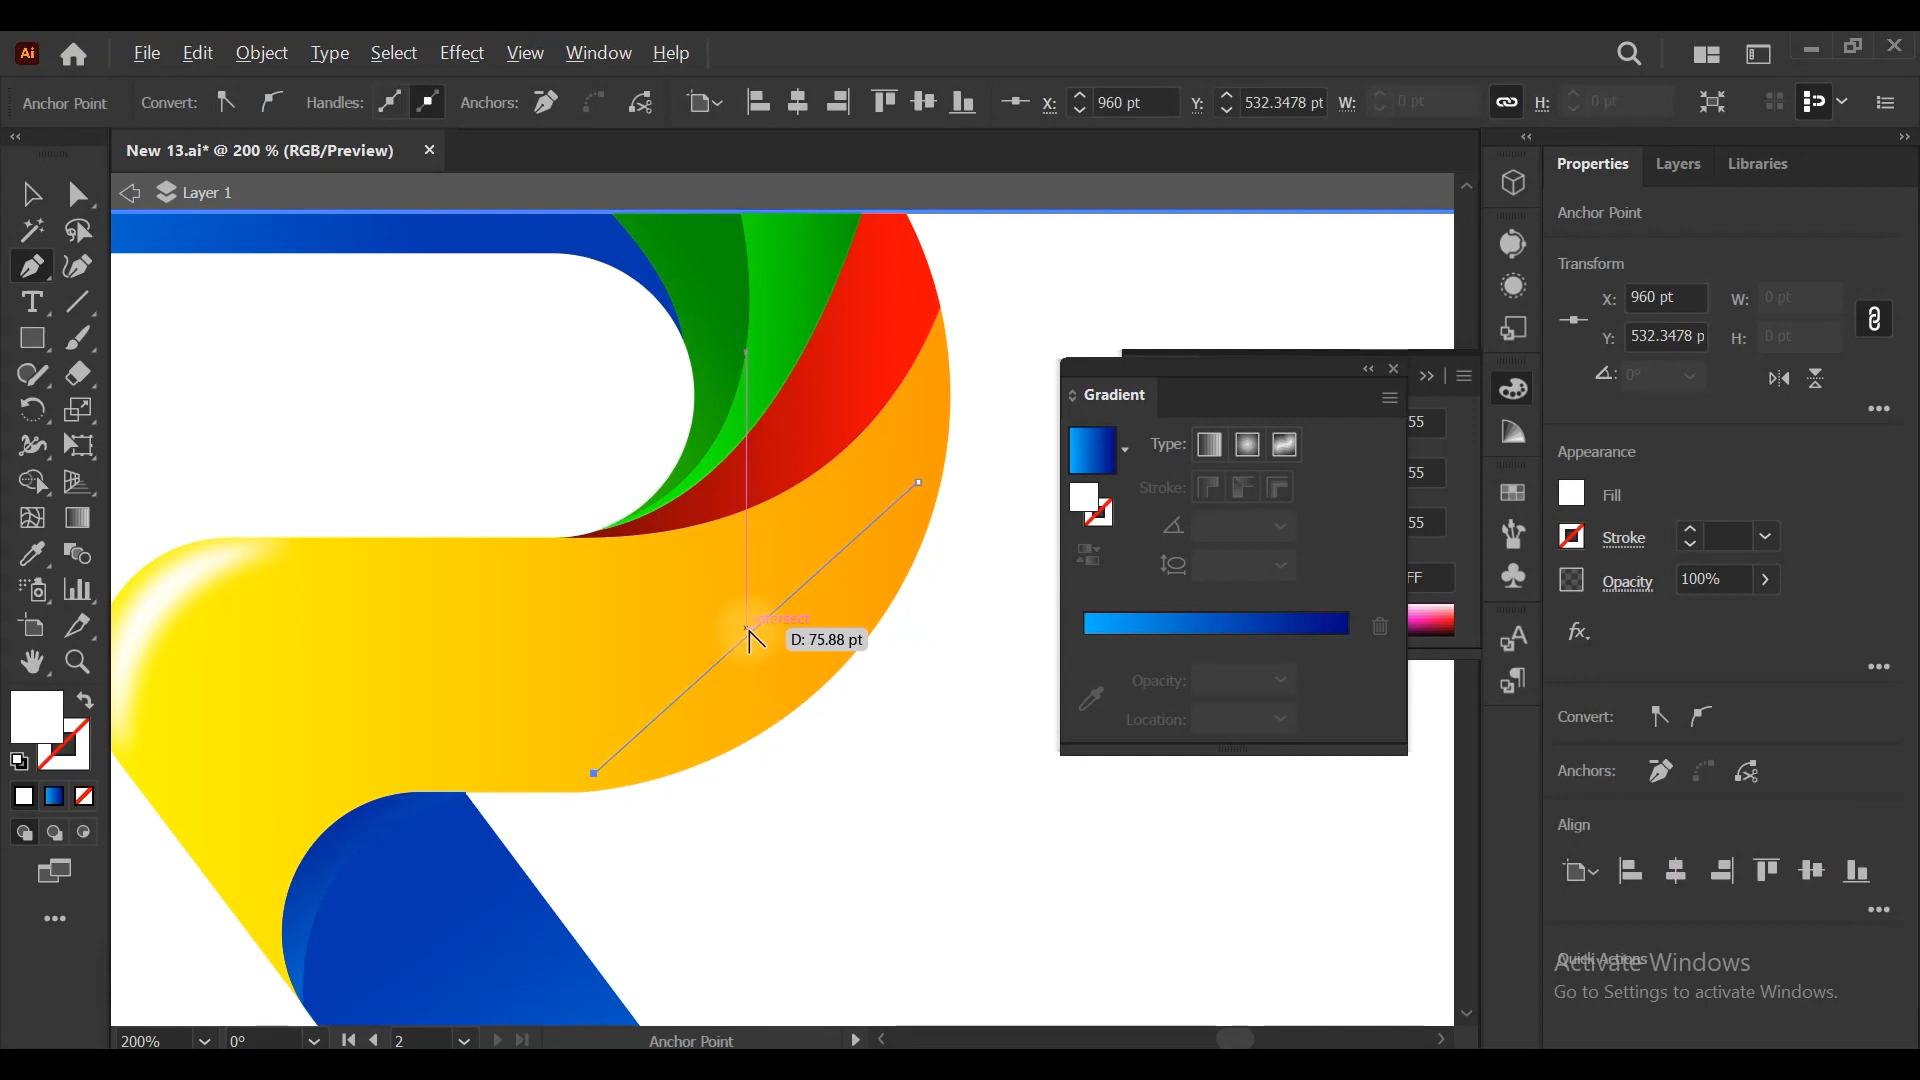 Ai File Edit Object Type Select Effect View Window Help
Anchor Point Convert: Handles: Anchors: X: 960 pt Y: 532.3478 pt W: 0 pt H: 0 pt
New 13.ai* @ 200 % (RGB/Preview)
Layer 1
Properties Layers Libraries
Anchor Point
Transform
X: 960 pt W: 0 pt
Y: 532.3478 p H: 0 pt
0°
Appearance
Fill
Stroke
Opacity 100%
fx.
Convert:
Anchors:
Align
Quick Actions
Activate Windows
Go to Settings to activate Windows.
Gradient
Type:
Stroke:
Opacity:
Location:
55
55
55
FF
intersect
D: 75.88 pt
200% 0° 2 Anchor Point